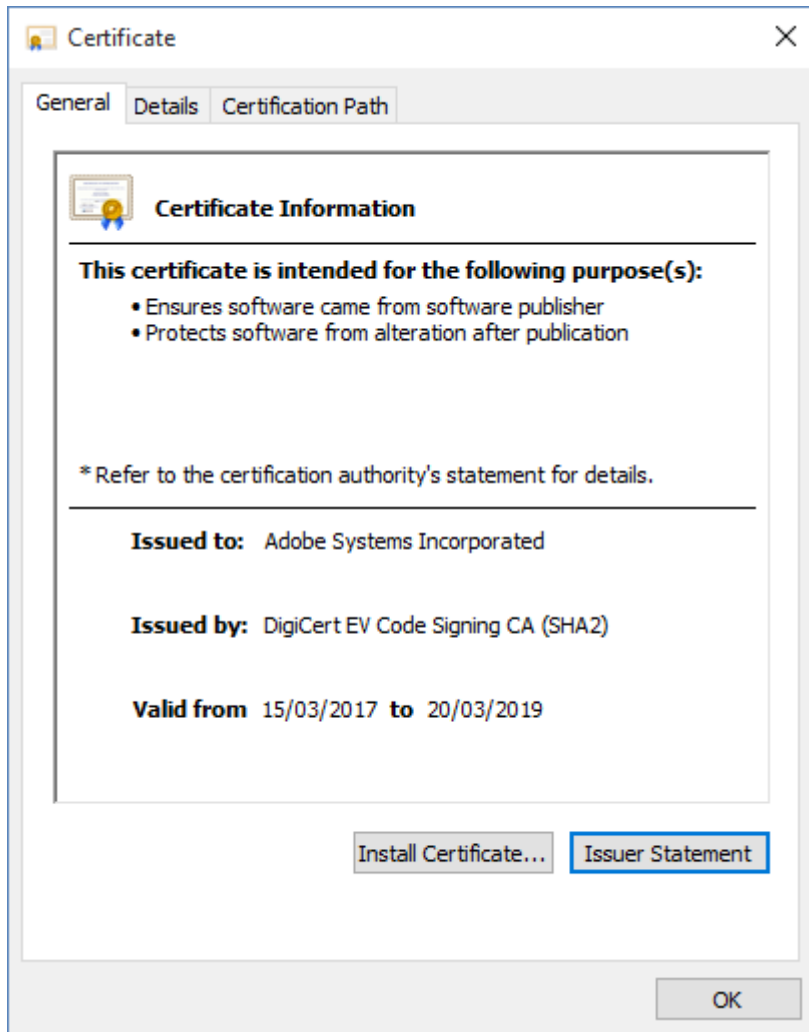 Certificate
General Details Certification Path
Certificate Information
This certificate is intended for the following purpose(s):
• Ensures software came from software publisher
• Protects software from alteration after publication
* Refer to the certification authority's statement for details.
Issued to: Adobe Systems Incorporated
Issued by: DigiCert EV Code Signing CA (SHA2)
Valid from 15/03/2017 to 20/03/2019
Install Certificate... Issuer Statement
OK